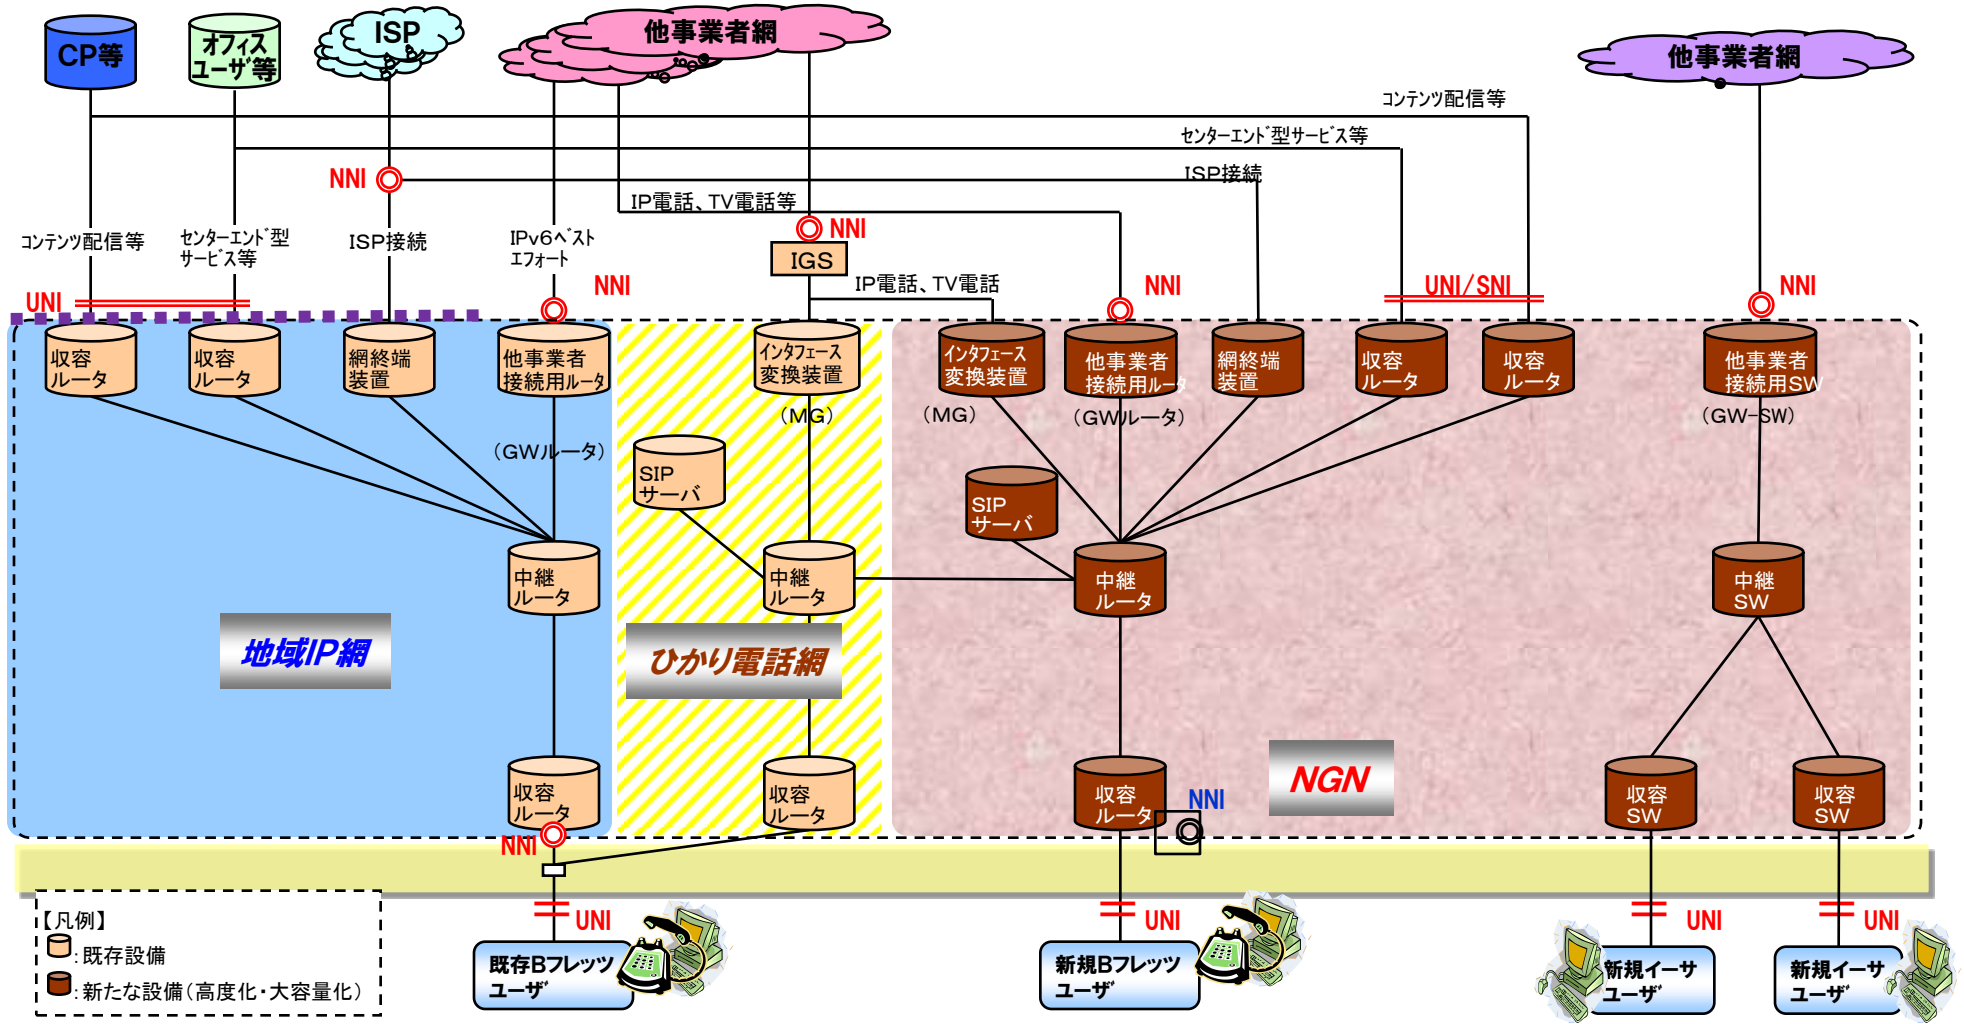 CP等
オフィス
ユーザ等
ISP
他事業者網
他事業者網
コンテンツ配信等
センターエンド型サービス等
NNI
ISP接続
IP電話、TV電話等
NNI
コンテンツ配信等
センターエンド型
サービス等
ISP接続
IPv6ベスト
エフォート
IGS
NNI
IP電話、TV電話
NNI
UNI/SNI
NNI
UNI
収容
ルータ
収容
ルータ
網終端
装置
他事業者
接続用ルータ
(GWルータ)
インタフェース
変換装置
(MG)
インタフェース
変換装置
(MG)
他事業者
接続用ルータ
(GWルータ)
網終端
装置
収容
ルータ
収容
ルータ
他事業者
接続用SW
(GW-SW)
SIP
サーバ
SIP
サーバ
中継
ルータ
中継
ルータ
中継
ルータ
中継
SW
地域IP網
ひかり電話網
NGN
収容
ルータ
収容
ルータ
収容
ルータ
収容
SW
収容
SW
NNI
NNI
【凡例】
:既存設備
:新たな設備(高度化・大容量化)
UNI
UNI
UNI
UNI
既存Bフレッツ
ユーザ
新規Bフレッツ
ユーザ
新規イーサ
ユーザ
新規イーサ
ユーザ